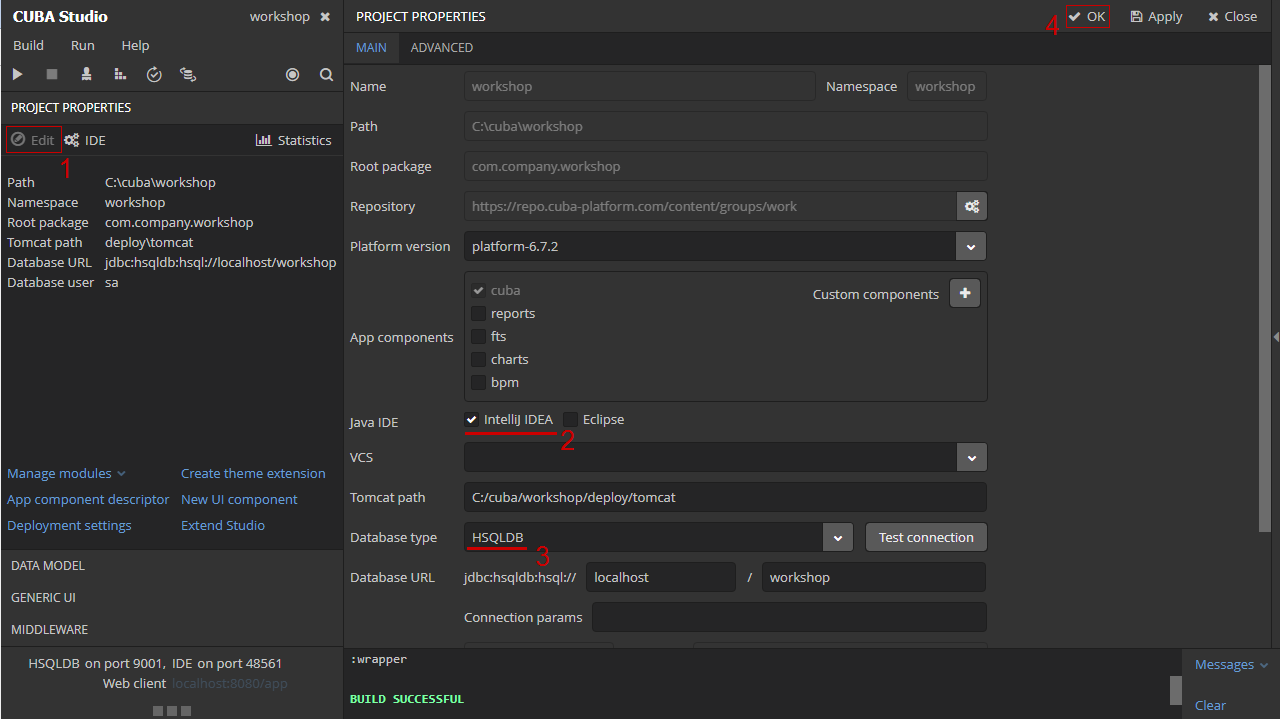 CUBA Studio
workshop
Build Run Help
PROJECT PROPERTIES
Edit IDE Statistics
1
Path C:\cuba\workshop
Namespace workshop
Root package com.company.workshop
Tomcat path deploy\tomcat
Database URL jdbc:hsqldb:hsql://localhost/workshop
Database user sa
Manage modules Create theme extension
App component descriptor New UI component
Deployment settings Extend Studio
DATA MODEL
GENERIC UI
MIDDLEWARE
HSQLDB on port 9001, IDE on port 48561
Web client localhost:8080/app
PROJECT PROPERTIES
4 OK Apply Close
MAIN ADVANCED
Name workshop Namespace workshop
Path C:\cuba\workshop
Root package com.company.workshop
Repository https://repo.cuba-platform.com/content/groups/work
Platform version platform-6.7.2
App components
cuba
Custom components
reports
fts
charts
bpm
Java IDE IntelliJ IDEA Eclipse
2
VCS
Tomcat path C:/cuba/workshop/deploy/tomcat
Database type HSQLDB Test connection
3
Database URL jdbc:hsqldb:hsql:// localhost / workshop
Connection params
:wrapper
BUILD SUCCESSFUL
Messages
Clear